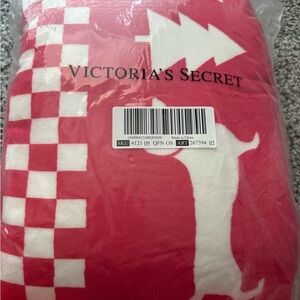 VICTORIA'S SECRET
Made in China
SKU 4121 09 QFN OS ART 267394 05